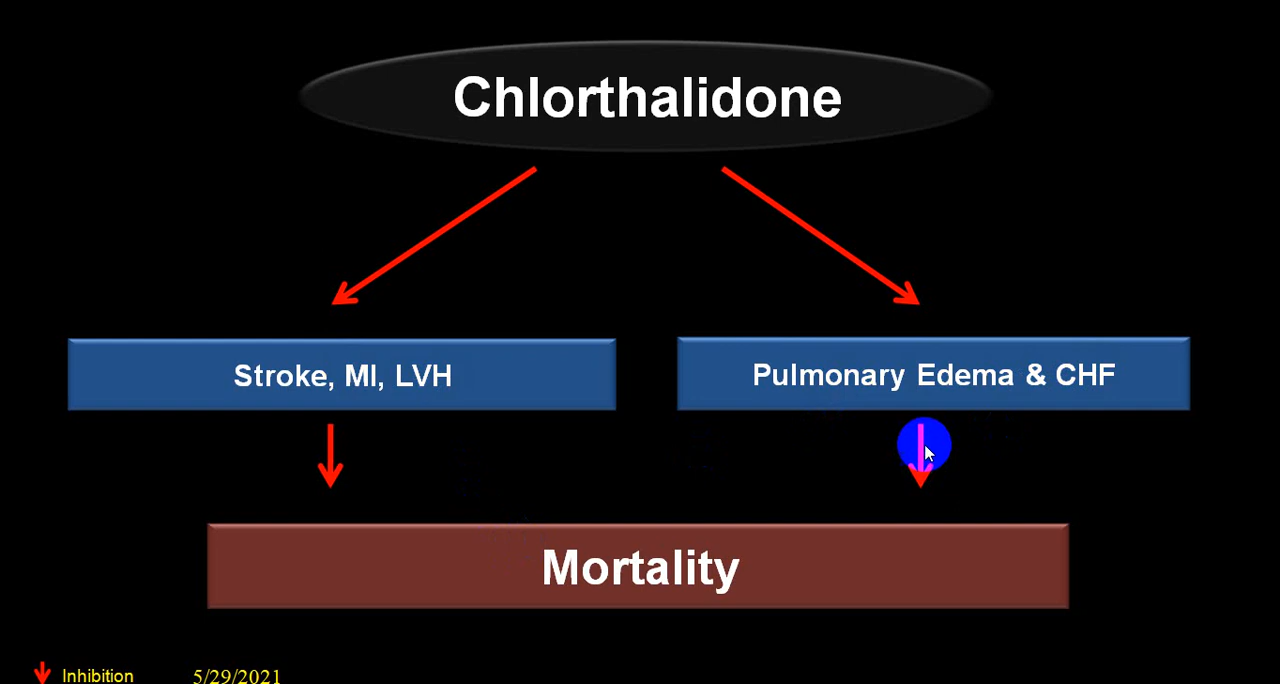 Chlorthalidone
Stroke, MI, LVH
Pulmonary Edema & CHF
Mortality
Inhibition
5/29/2021